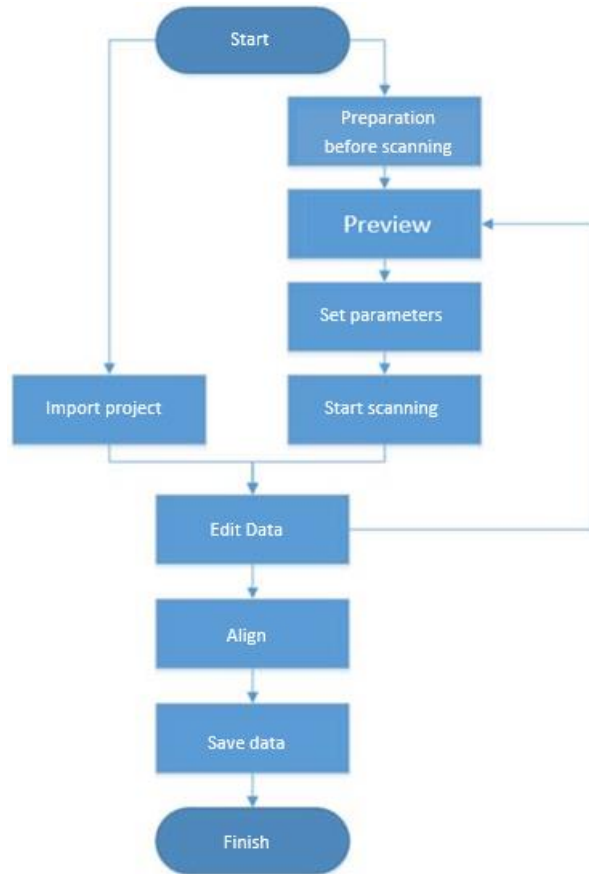 Start
Preparation
before scanning
Preview
Set parameters
Import project
Start scanning
Edit Data
Align
Save data
Finish